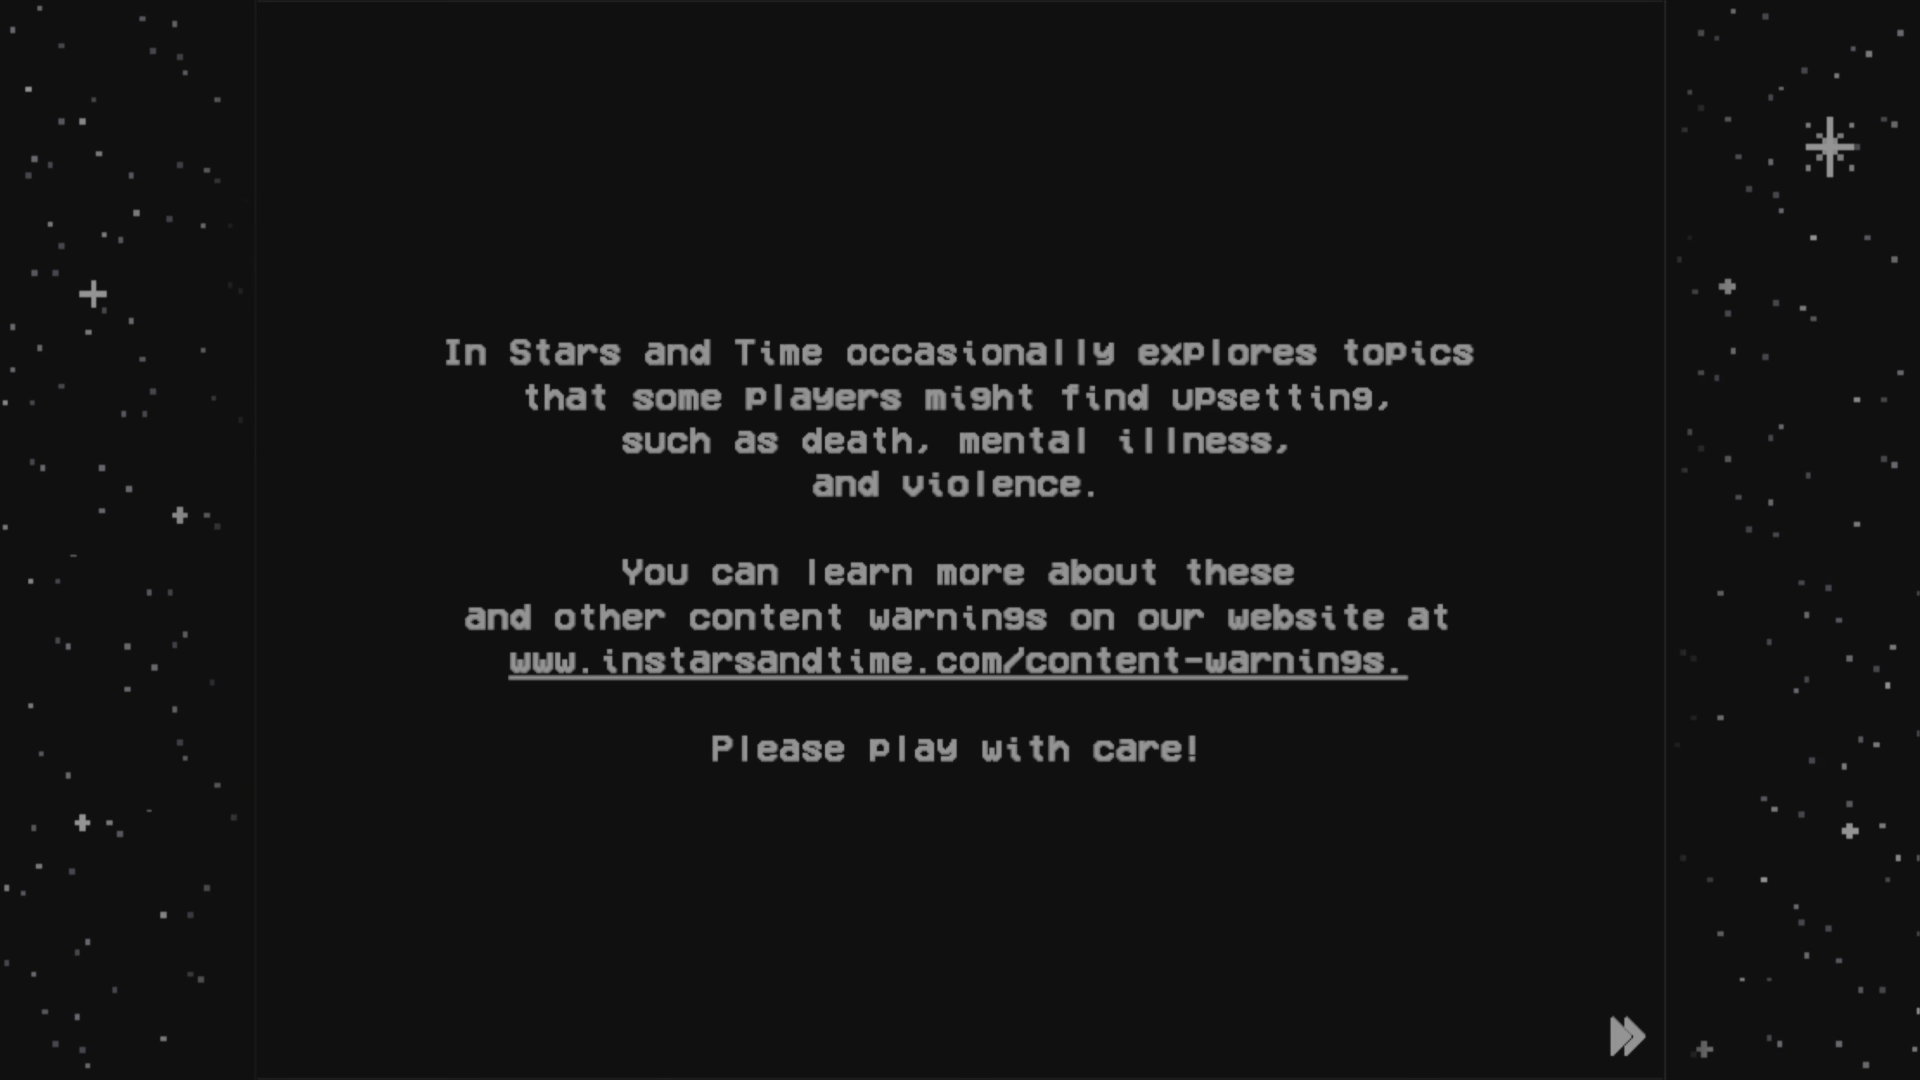 In Stars and Time occasionally explores topics
that some players might find upsetting,
such as death, mental illness,
and violence.
You can learn more about these
and other content warnings on our website at
www.instarsandtime.com/content-warnings.
Please play with care!